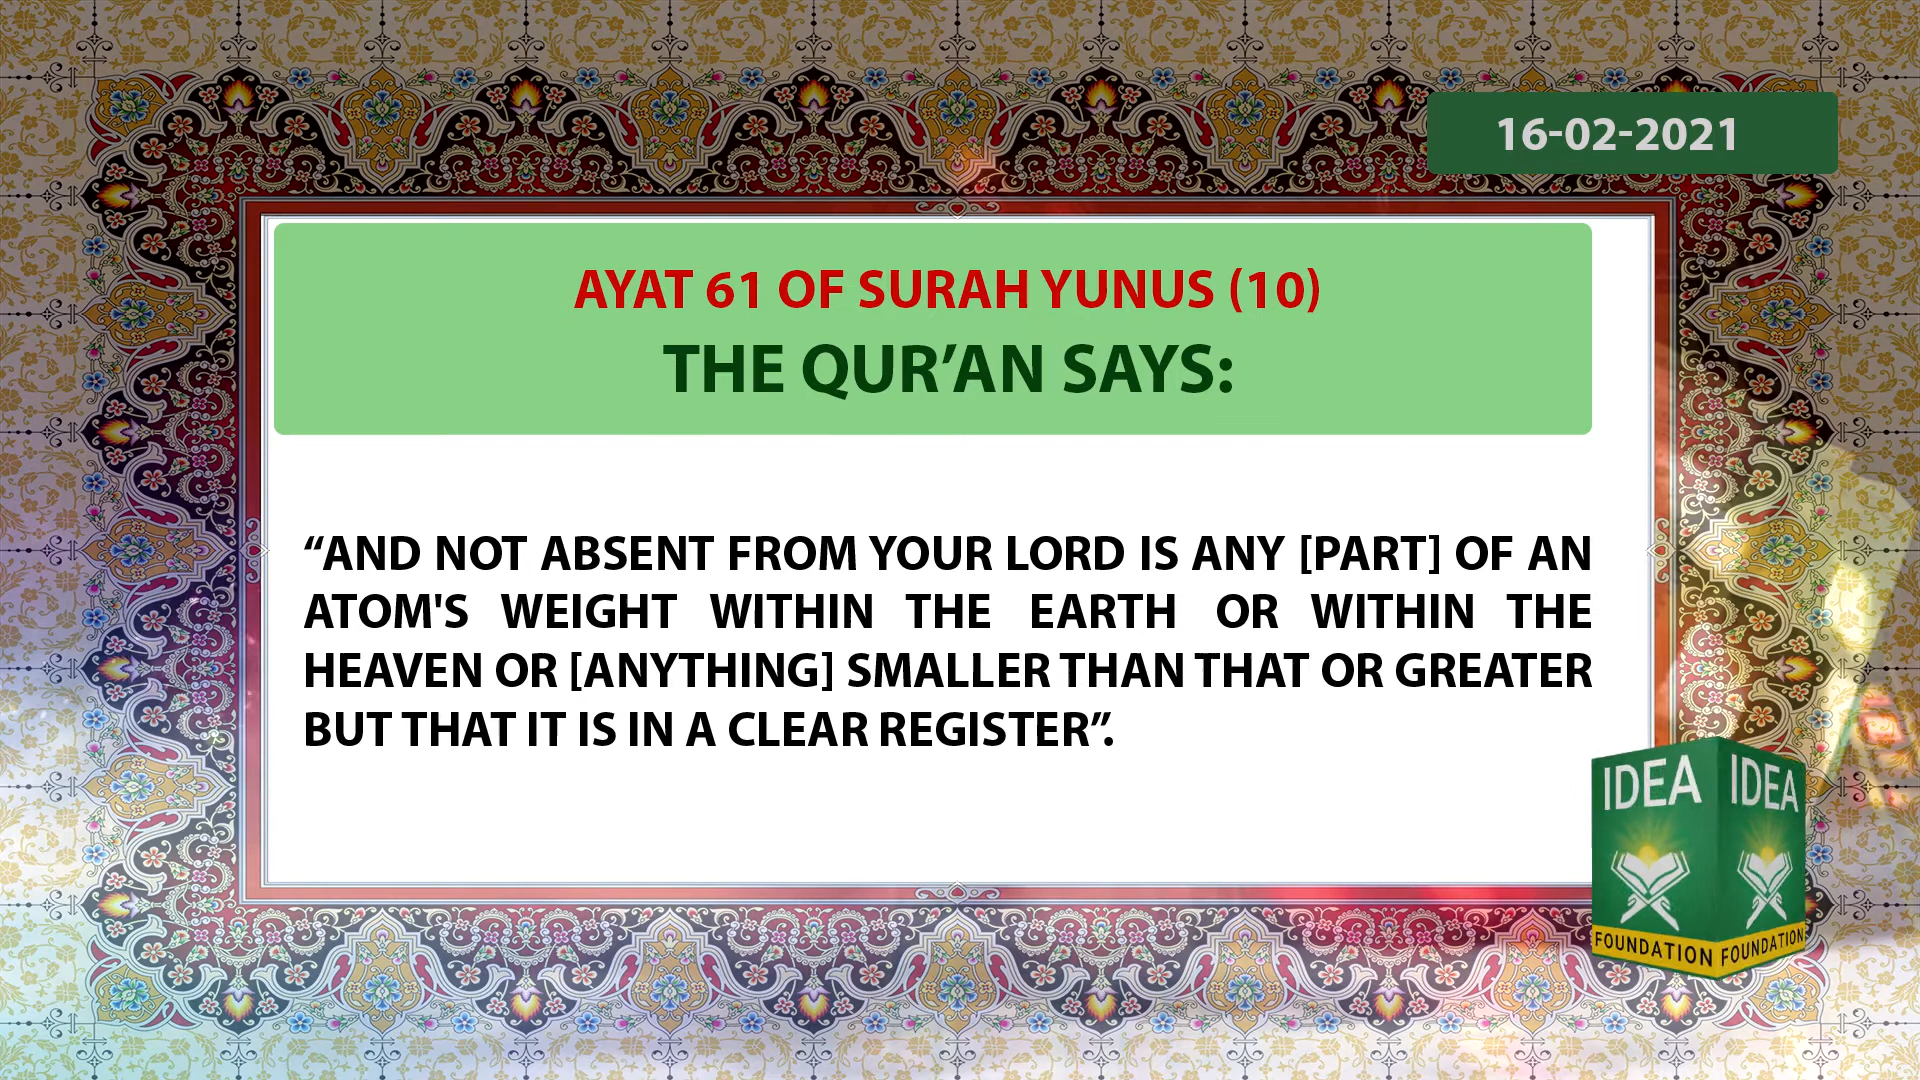 16-02-2021
AYAT 61 OF SURAH YUNUS (10)
THE QUR’AN SAYS:
“AND NOT ABSENT FROM YOUR LORD IS ANY [PART] OF AN
ATOM'S WEIGHT WITHIN THE EARTH OR WITHIN THE
HEAVEN OR [ANYTHING] SMALLER THAN THAT OR GREATER
BUT THAT IT IS IN A CLEAR REGISTER”.
IDEA IDEA
FOUNDATION FOUNDATION